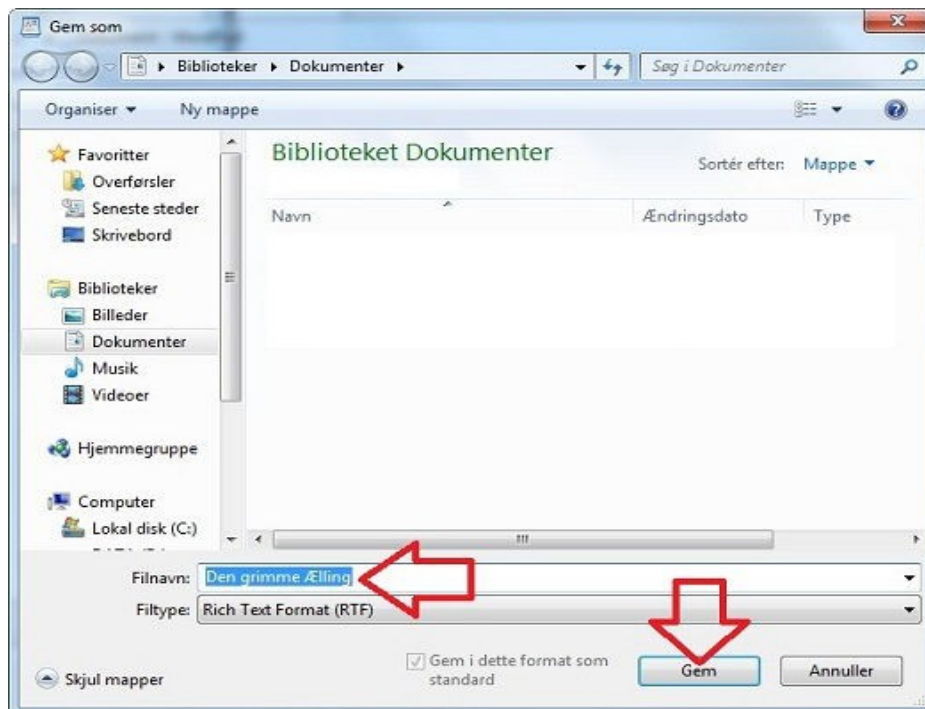 Gem som
Biblioteker Dokumenter
Søg i Dokumenter
Organiser Ny mappe
Favoritter
Overførsler
Seneste steder
Skrivebord
Biblioteker
Billeder
Dokumenter
Musik
Videoer
Hjemmegruppe
Computer
Lokal disk (C:)
Biblioteket Dokumenter
Sortér efter: Mappe
Navn Ændringsdato Type
Filnavn: Den grimme Ælling
Filtype: Rich Text Format (RTF)
Gem i dette format som
standard
Skjul mapper
Gem
Annuller